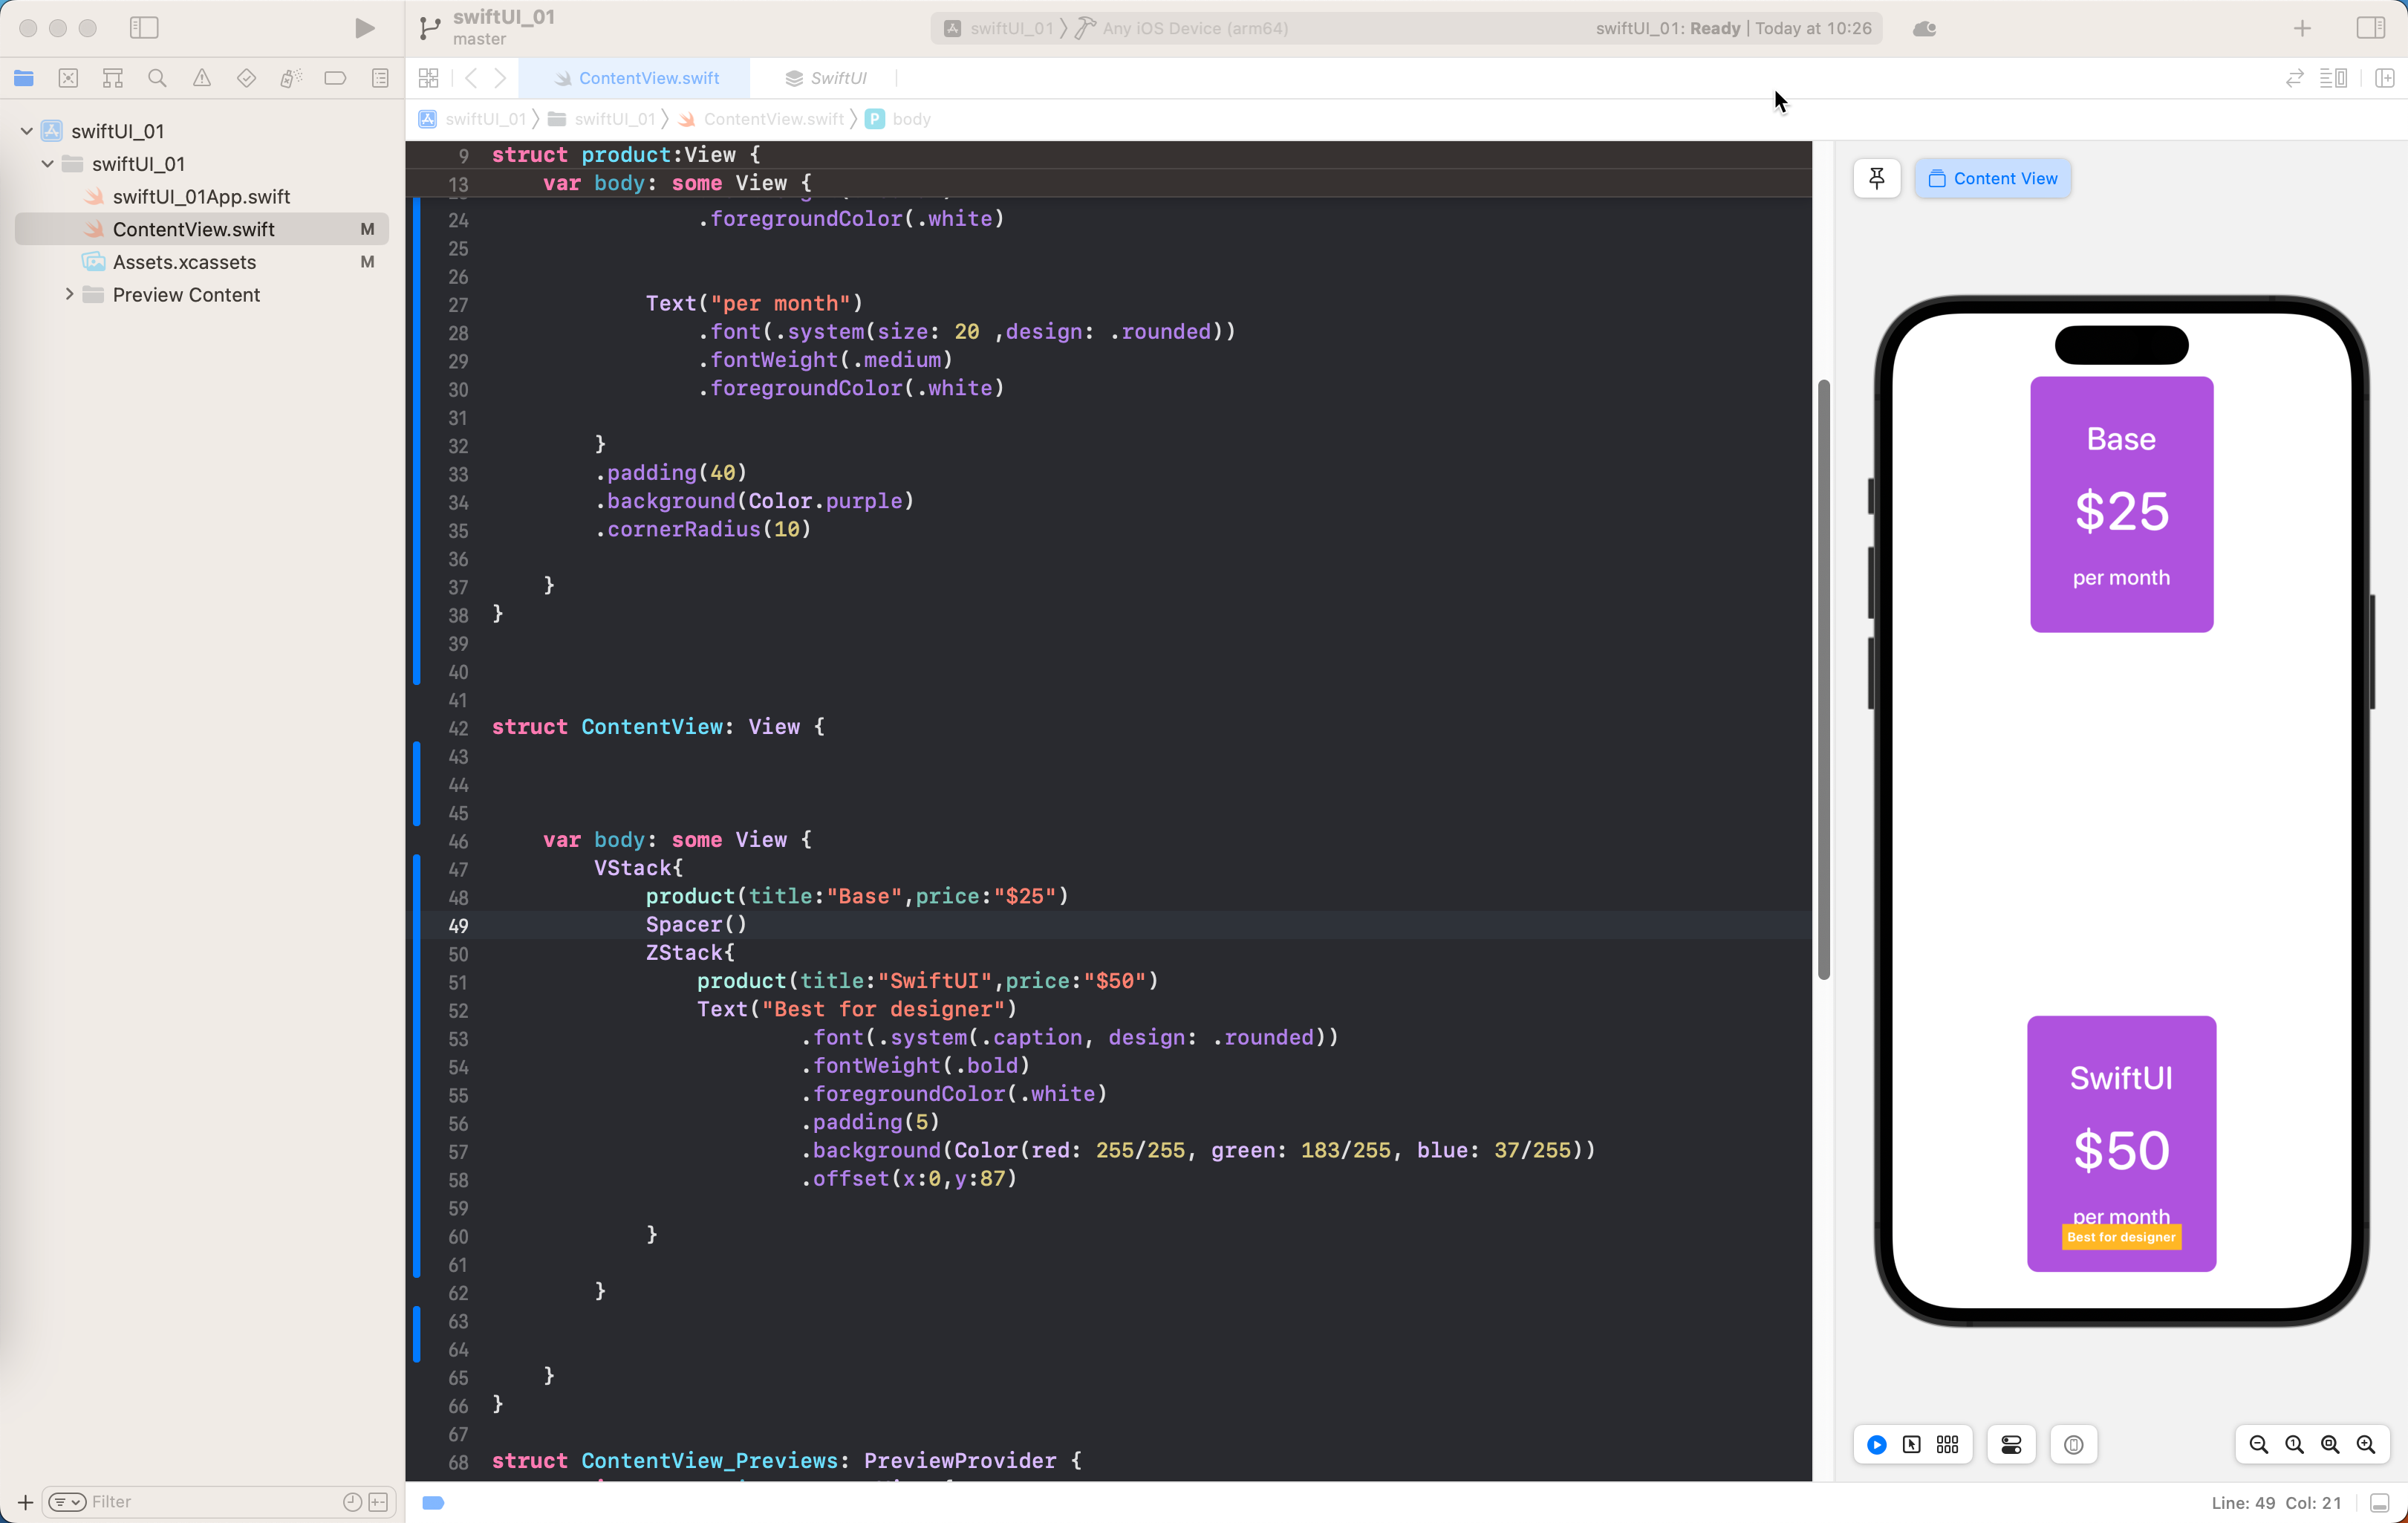 swiftUI_01
master
swiftUI_01
Any iOS Device (arm64)
swiftUI_01: Ready | Today at 10:26
ContentView.swift
SwiftUI
swiftUI_01
swiftUI_01
ContentView.swift
P body
swiftUI_01
swiftUI_01
swiftUI_01App.swift
ContentView.swift M
Assets.xcassets M
Preview Content
9 struct product:View {
13 var body: some View {
24 .foregroundColor(.white)
25
26
27 Text("per month")
28 .font(.system(size: 20 ,design: .rounded))
29 .fontWeight(.medium)
30 .foregroundColor(.white)
31
32 }
33 .padding(40)
34 .background(Color.purple)
35 .cornerRadius(10)
36
37 }
38 }
39
40
41
42 struct ContentView: View {
43
44
45
46 var body: some View {
47 VStack{
48 product(title:"Base",price:"$25")
49 Spacer()
50 ZStack{
51 product(title:"SwiftUI",price:"$50")
52 Text("Best for designer")
53 .font(.system(.caption, design: .rounded))
54 .fontWeight(.bold)
55 .foregroundColor(.white)
56 .padding(5)
57 .background(Color(red: 255/255, green: 183/255, blue: 37/255))
58 .offset(x:0,y:87)
59
60 }
61
62 }
63
64
65 }
66 }
67
68 struct ContentView_Previews: PreviewProvider {
Content View
Base
$25
per month
SwiftUI
$50
per month
Best for designer
Filter
Line: 49 Col: 21